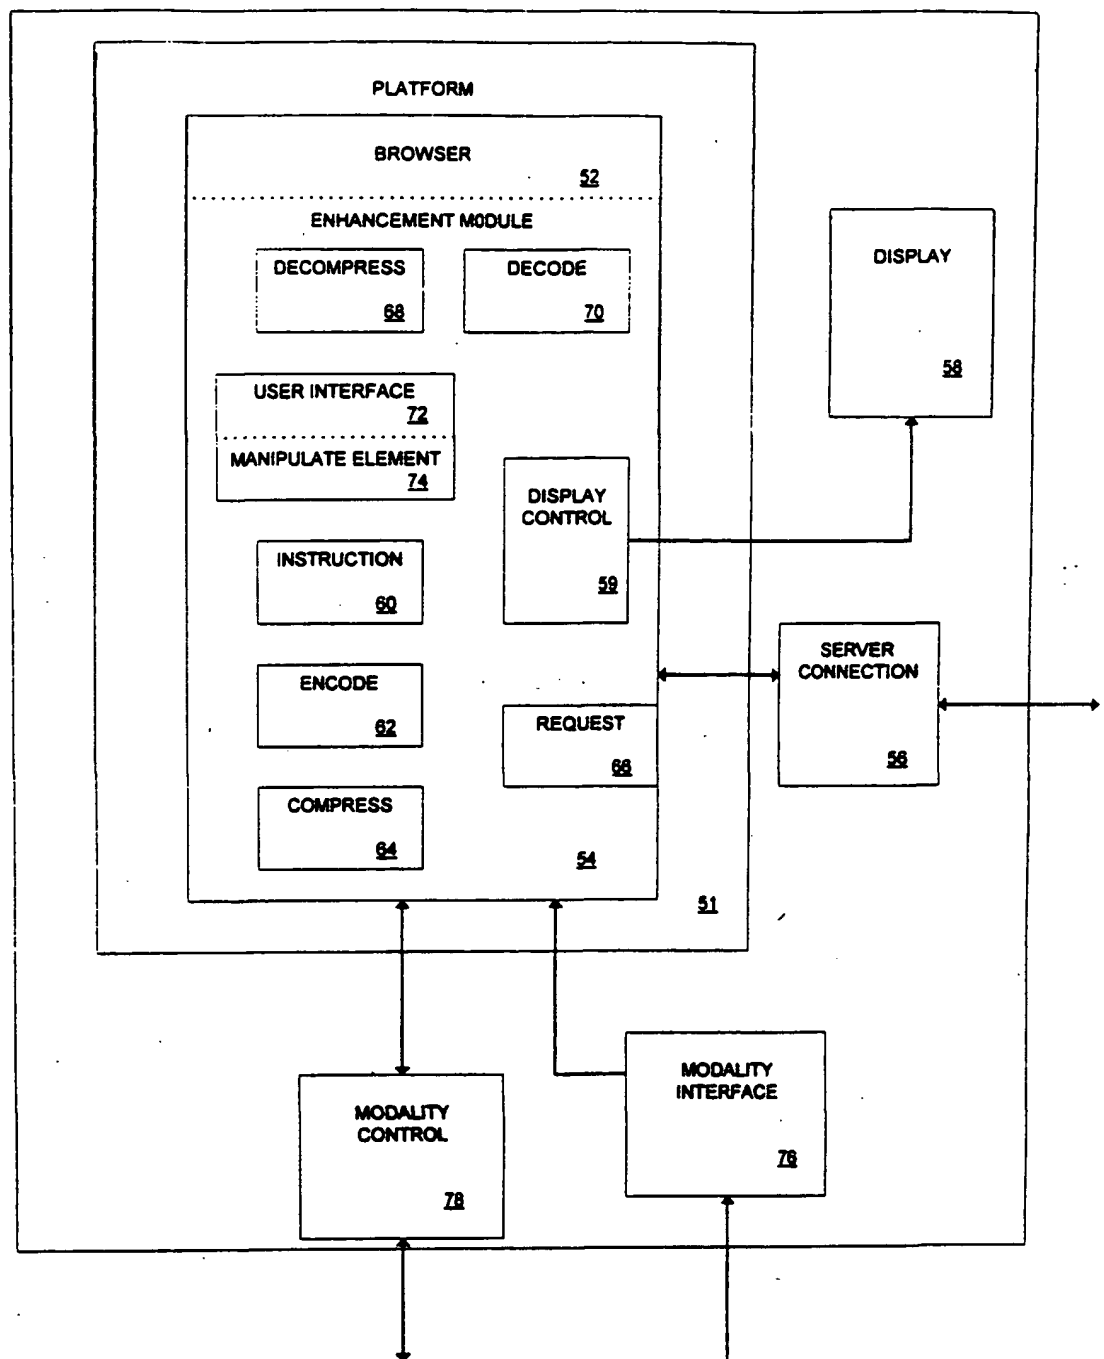 PLATFORM
BROWSER
52
ENHANCEMENT MODULE
DECOMPRESS
68
DECODE
70
DISPLAY
58
USER INTERFACE
72
MANIPULATE ELEMENT
74
DISPLAY
CONTROL
59
INSTRUCTION
60
ENCODE
62
SERVER
CONNECTION
56
REQUEST
66
COMPRESS
64
54
51
MODALITY
INTERFACE
76
MODALITY
CONTROL
78